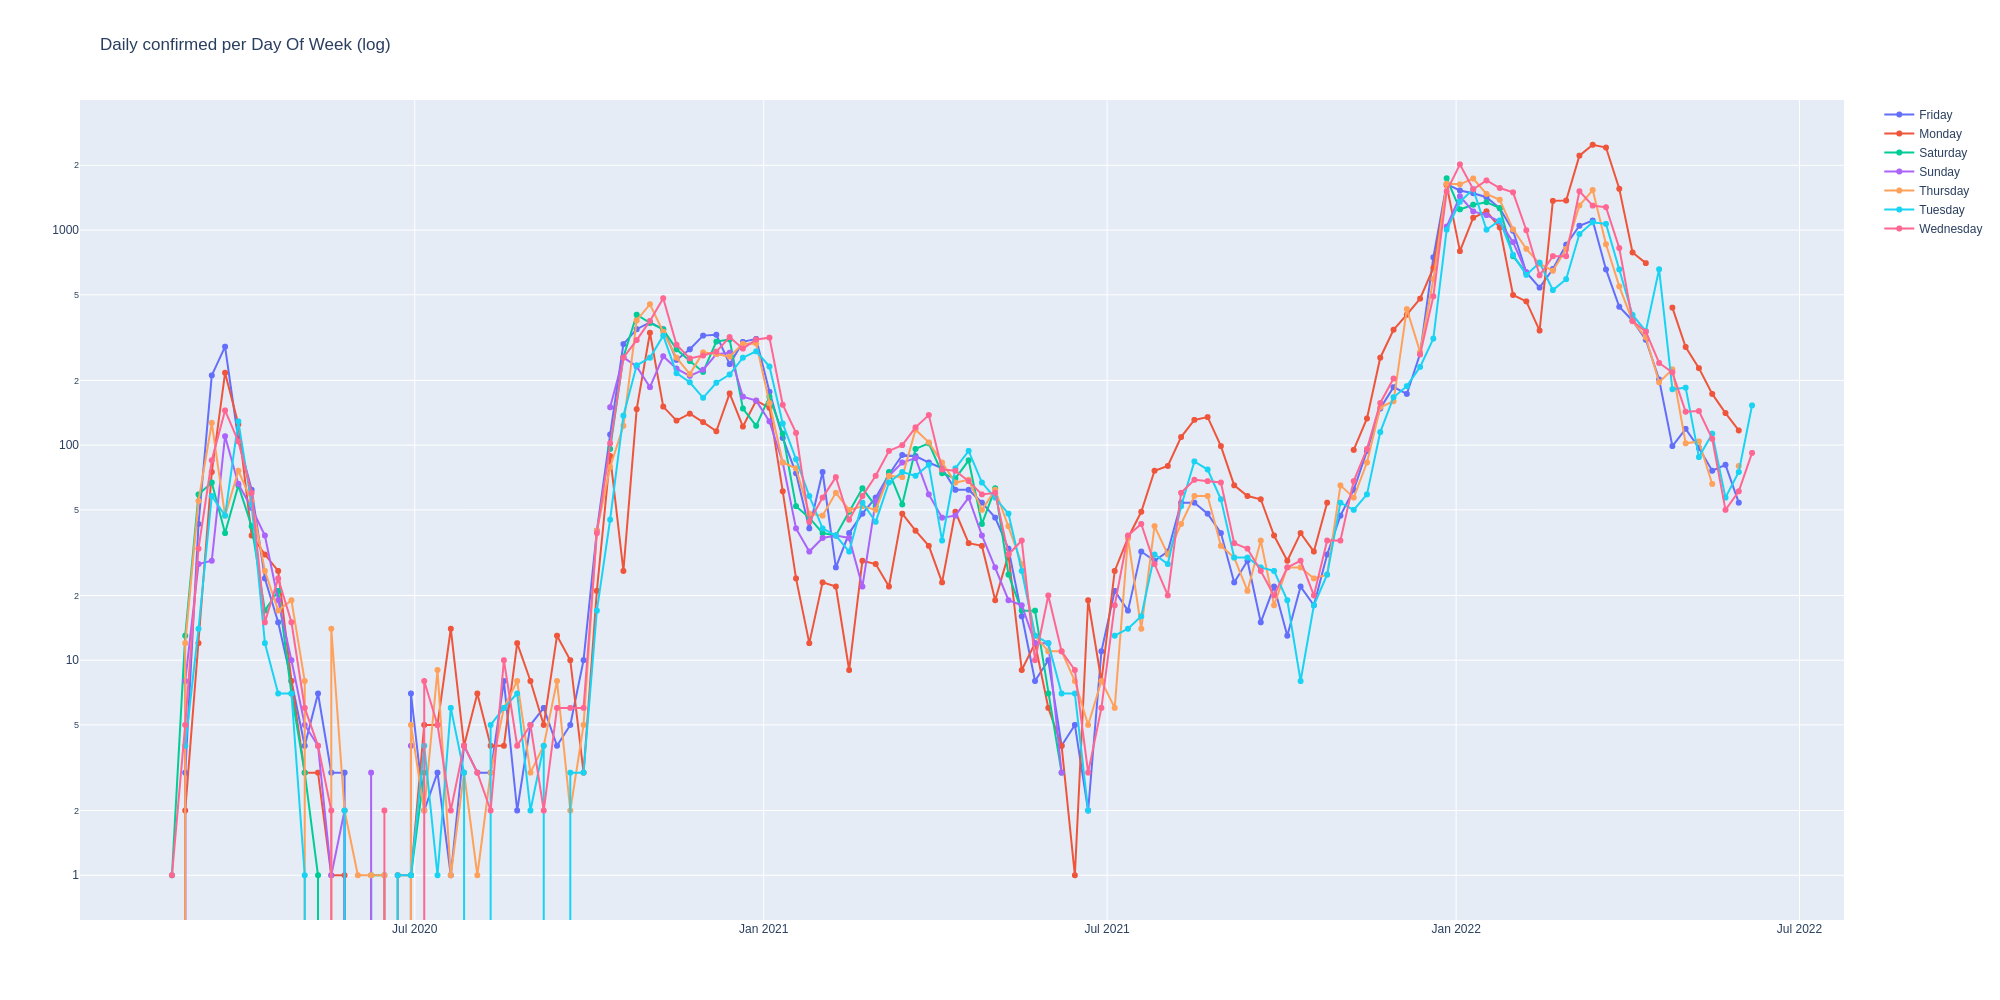 Daily confirmed per Day Of Week (log)
Friday
Monday
Saturday
Sunday
Thursday
Tuesday
Wednesday
2
1000
5
2
100
5
2
10
5
2
1
Jul 2020
Jan 2021
Jul 2021
Jan 2022
Jul 2022